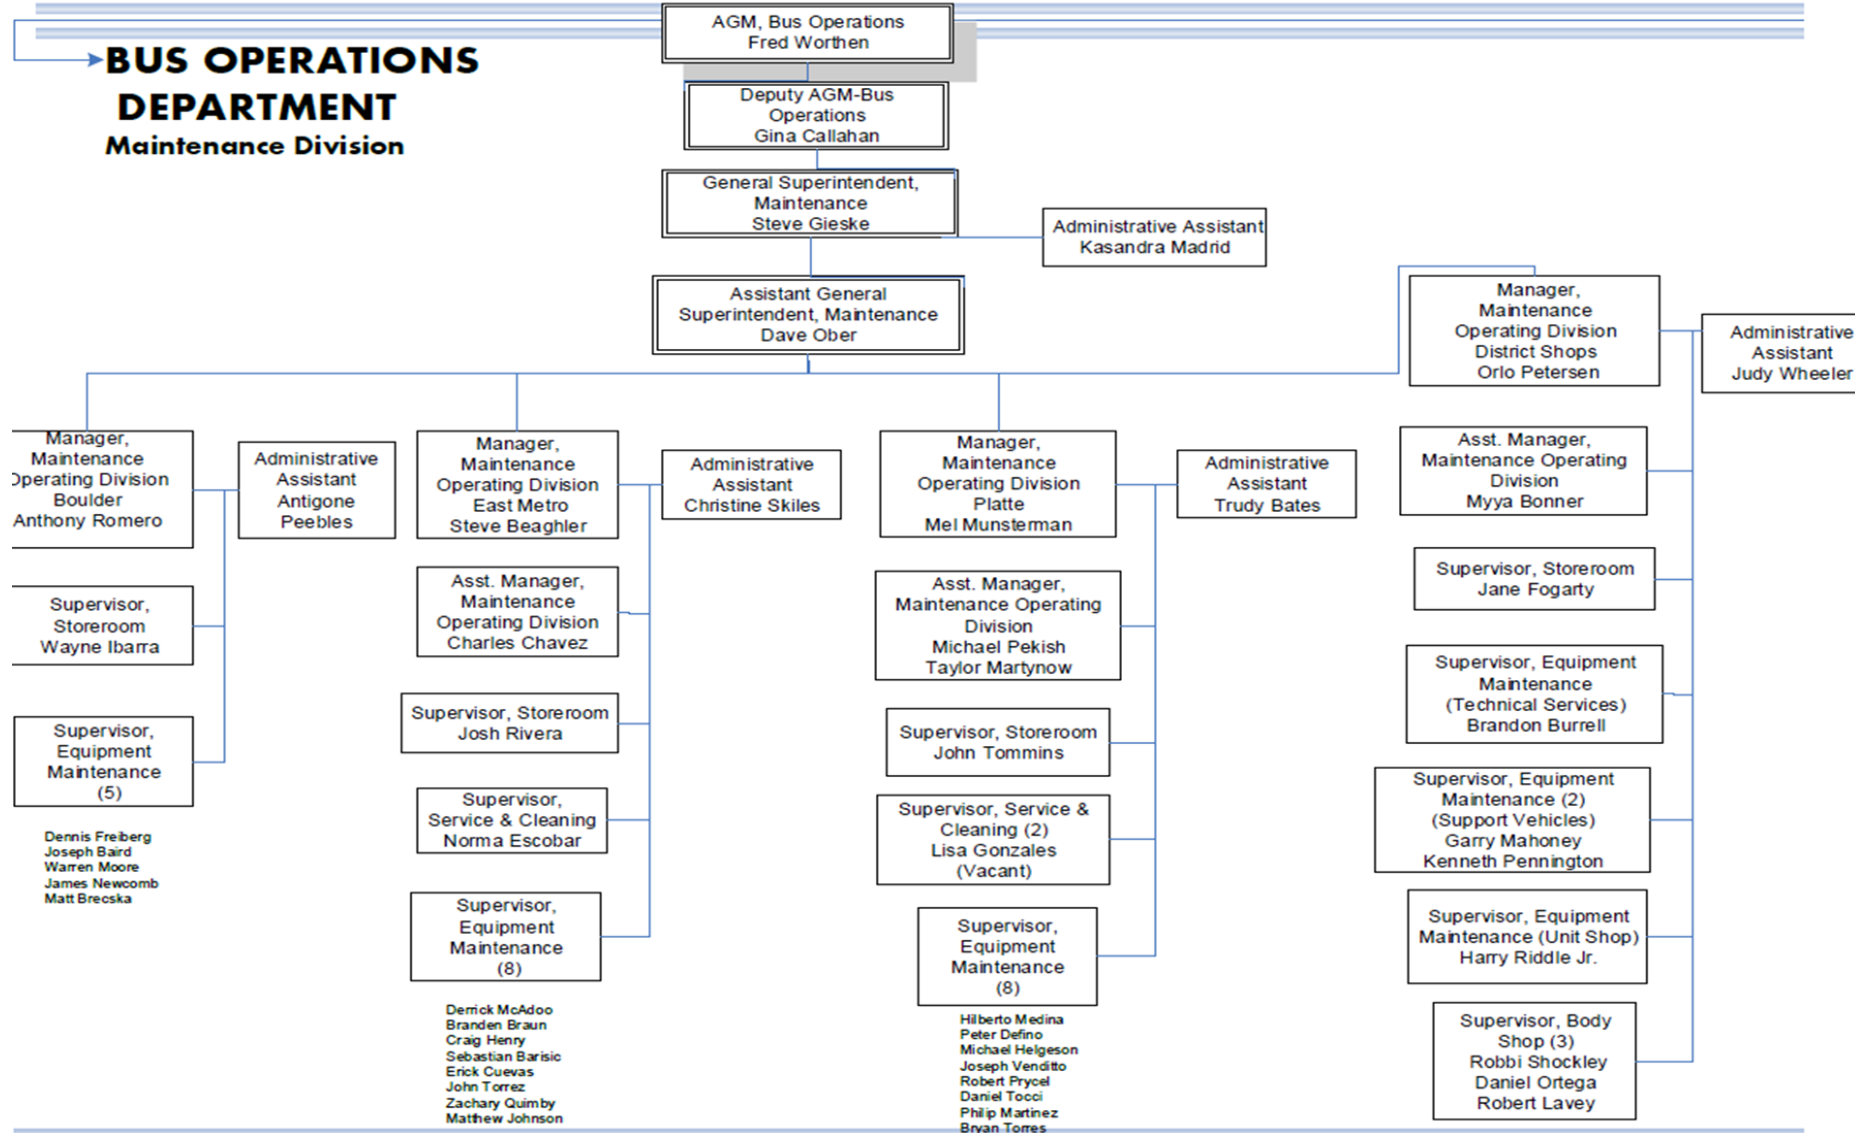 AGM, Bus Operations
Fred Worthen
BUS OPERATIONS
DEPARTMENT
Maintenance Division
Deputy AGM-Bus
Operations
Gina Callahan
General Superintendent,
Maintenance
Steve Gieske
Administrative Assistant
Kasandra Madrid
Assistant General
Superintendent, Maintenance
Dave Ober
Manager,
Maintenance
Operating Division
District Shops
Orlo Petersen
Administrative
Assistant
Judy Wheeler
Manager,
Maintenance
Operating Division
Boulder
Anthony Romero
Administrative
Assistant
Antigone
Peebles
Supervisor,
Storeroom
Wayne Ibarra
Supervisor,
Equipment
Maintenance
(5)
Dennis Freiberg
Joseph Baird
Warren Moore
James Newcomb
Matt Brecska
Manager,
Maintenance
Operating Division
East Metro
Steve Beaghler
Administrative
Assistant
Christine Skiles
Asst. Manager,
Maintenance
Operating Division
Charles Chavez
Supervisor, Storeroom
Josh Rivera
Supervisor,
Service & Cleaning
Norma Escobar
Supervisor,
Equipment
Maintenance
(8)
Derrick McAdoo
Branden Braun
Craig Henry
Sebastian Barisic
Erick Cuevas
John Torrez
Zachary Quimby
Matthew Johnson
Manager,
Maintenance
Operating Division
Platte
Mel Munsterman
Administrative
Assistant
Trudy Bates
Asst. Manager,
Maintenance Operating
Division
Michael Pekish
Taylor Martynow
Supervisor, Storeroom
John Tommins
Supervisor, Service &
Cleaning (2)
Lisa Gonzales
(Vacant)
Supervisor,
Equipment
Maintenance
(8)
Hilberto Medina
Peter Defino
Michael Helgeson
Joseph Venditto
Robert Prycel
Daniel Tocci
Philip Martinez
Bryan Torres
Asst. Manager,
Maintenance Operating
Division
Myya Bonner
Supervisor, Storeroom
Jane Fogarty
Supervisor, Equipment
Maintenance
(Technical Services)
Brandon Burrell
Supervisor, Equipment
Maintenance (2)
(Support Vehicles)
Garry Mahoney
Kenneth Pennington
Supervisor, Equipment
Maintenance (Unit Shop)
Harry Riddle Jr.
Supervisor, Body
Shop (3)
Robbi Shockley
Daniel Ortega
Robert Lavey